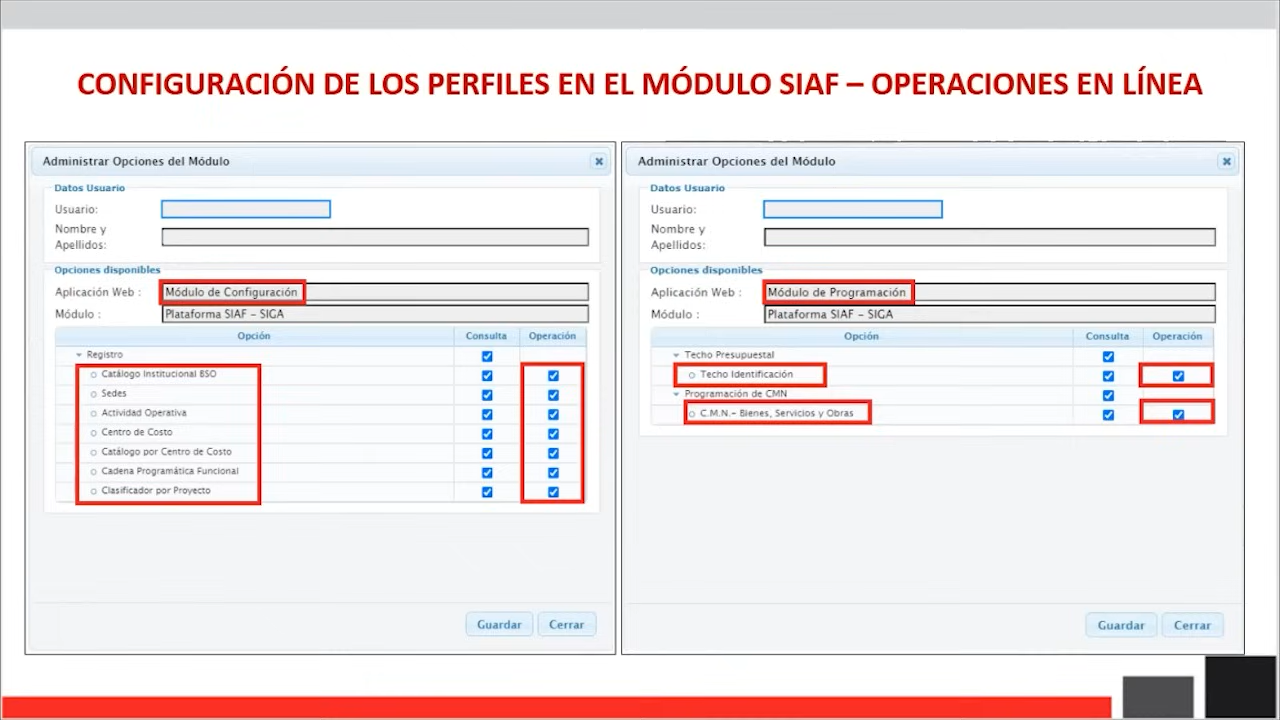 CONFIGURACIÓN DE LOS PERFILES EN EL MÓDULO SIAF – OPERACIONES EN LÍNEA
Administrar Opciones del Módulo
Datos Usuario
Usuario:
Nombre y
Apellidos:
Opciones disponibles
Aplicación Web : Módulo de Configuración
Módulo : Plataforma SIAF - SIGA
Opción Consulta Operación
Registro
Catálogo Institucional BSO
Sedes
Actividad Operativa
Centro de Costo
Catálogo por Centro de Costo
Cadena Programática Funcional
Clasificador por Proyecto
Guardar Cerrar
Administrar Opciones del Módulo
Datos Usuario
Usuario:
Nombre y
Apellidos:
Opciones disponibles
Aplicación Web : Módulo de Programación
Módulo : Plataforma SIAF - SIGA
Opción Consulta Operación
Techo Presupuestal
Techo Identificación
Programación de CMN
C.M.N.- Bienes, Servicios y Obras
Guardar Cerrar